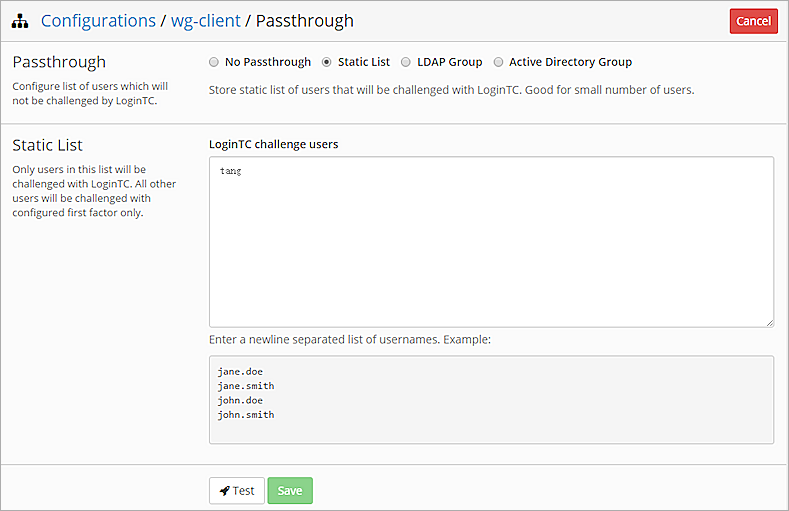 Configurations / wg-client / Passthrough
Cancel
Passthrough
Configure list of users which will
not be challenged by LoginTC.
No Passthrough
Static List
LDAP Group
Active Directory Group
Store static list of users that will be challenged with LoginTC. Good for small number of users.
Static List
Only users in this list will be
challenged with LoginTC. All other
users will be challenged with
configured first factor only.
LoginTC challenge users
tang
Enter a newline separated list of usernames. Example:
jane.doe
jane.smith
john.doe
john.smith
Test
Save